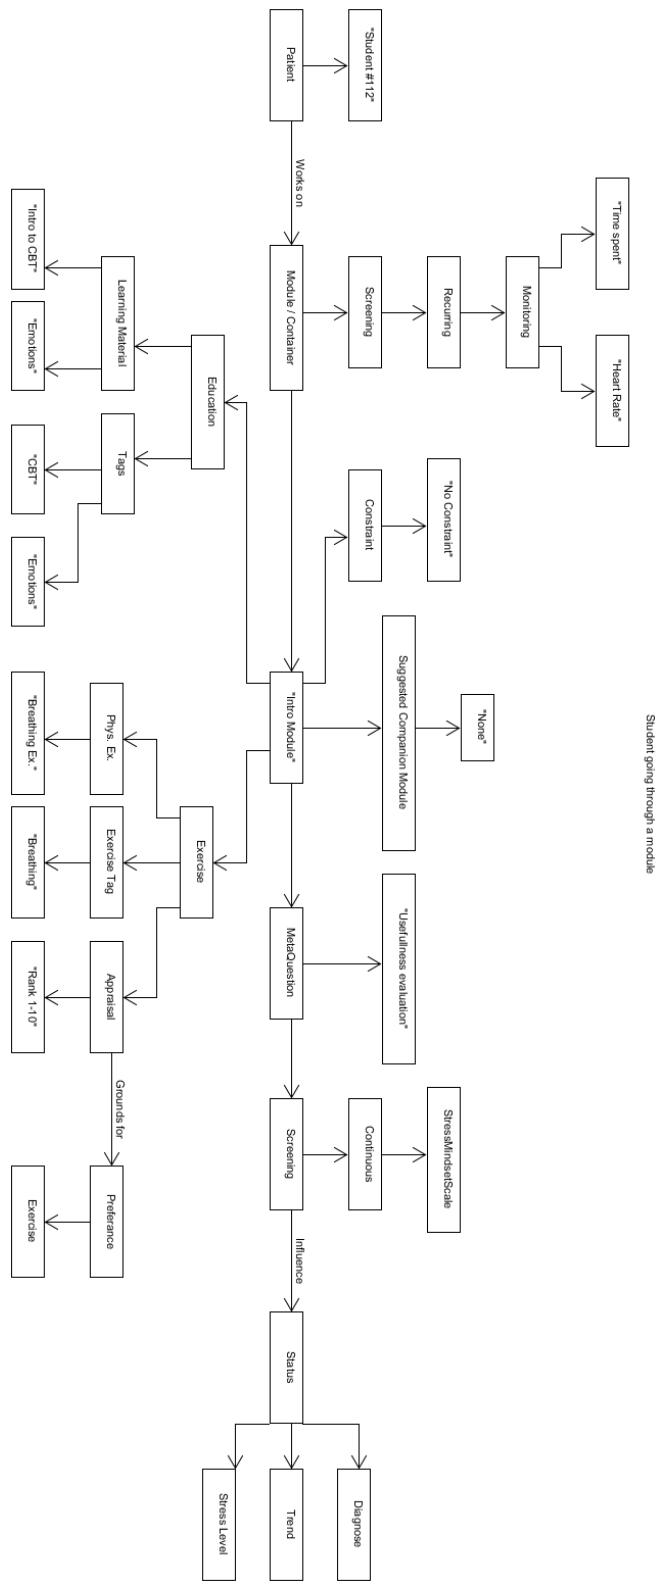 Student going through a module
"Time spent"
"Heart Rate"
Monitoring
"None"
"Student #112"
Screening
Recurring
Constraint
"No Constraint"
Suggested Companion Module
"Usefullness evaluation"
Continuous
StressMindsetScale
Patient
Works on
Module / Container
"Intro Module"
MetaQuestion
Screening
Influence
Status
Diagnose
Trend
Stress Level
Education
Learning Material
"Intro to CBT"
"Emotions"
Tags
"CBT"
"Emotions"
Exercise
Phys. Ex.
"Breathing Ex."
Exercise Tag
"Breathing"
Appraisal
"Rank 1-10"
Grounds for
Preferance
Exercise